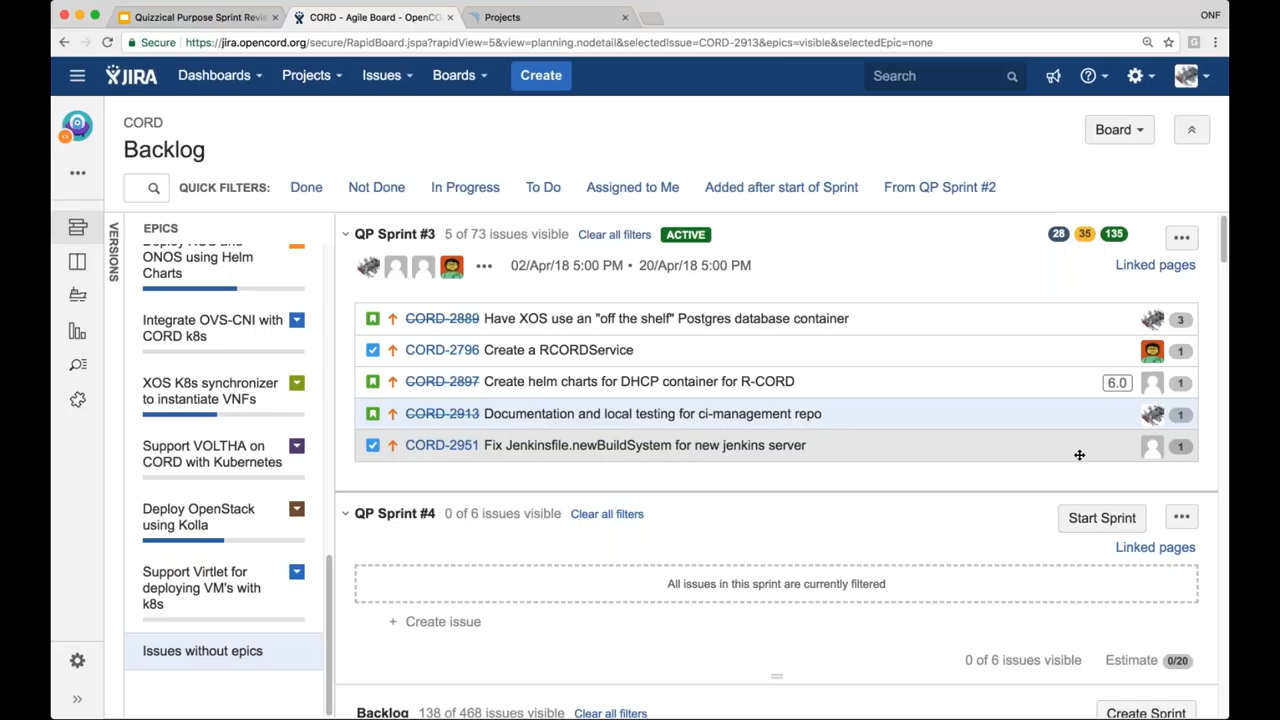 Quizzical Purpose Sprint Revie
CORD - Agile Board - OpenCO
Projects
ONF
Secure
https://jira.opencord.org/secure/RapidBoard.jspa?rapidView=5&view=planning.nodetail&selectedIssue=CORD-2913&epics=visible&selectedEpic=none
JIRA
Dashboards
Projects
Issues
Boards
Create
Search
CORD
Backlog
Board
QUICK FILTERS:
Done
Not Done
In Progress
To Do
Assigned to Me
Added after start of Sprint
From QP Sprint #2
VERSIONS
EPICS
Deploy XOS and
ONOS using Helm
Charts
Integrate OVS-CNI with
CORD k8s
XOS K8s synchronizer
to instantiate VNFs
Support VOLTHA on
CORD with Kubernetes
Deploy OpenStack
using Kolla
Support Virtlet for
deploying VM's with
k8s
Issues without epics
QP Sprint #3 5 of 73 issues visible Clear all filters ACTIVE
28 35 135
02/Apr/18 5:00 PM • 20/Apr/18 5:00 PM
Linked pages
CORD-2889 Have XOS use an "off the shelf" Postgres database container 3
CORD-2796 Create a RCORDService 1
CORD-2897 Create helm charts for DHCP container for R-CORD 6.0 1
CORD-2913 Documentation and local testing for ci-management repo 1
CORD-2951 Fix Jenkinsfile.newBuildSystem for new jenkins server 1
QP Sprint #4 0 of 6 issues visible Clear all filters
Start Sprint
Linked pages
All issues in this sprint are currently filtered
+ Create issue
0 of 6 issues visible Estimate 0/20
Backlog 138 of 468 issues visible Clear all filters
Create Sprint